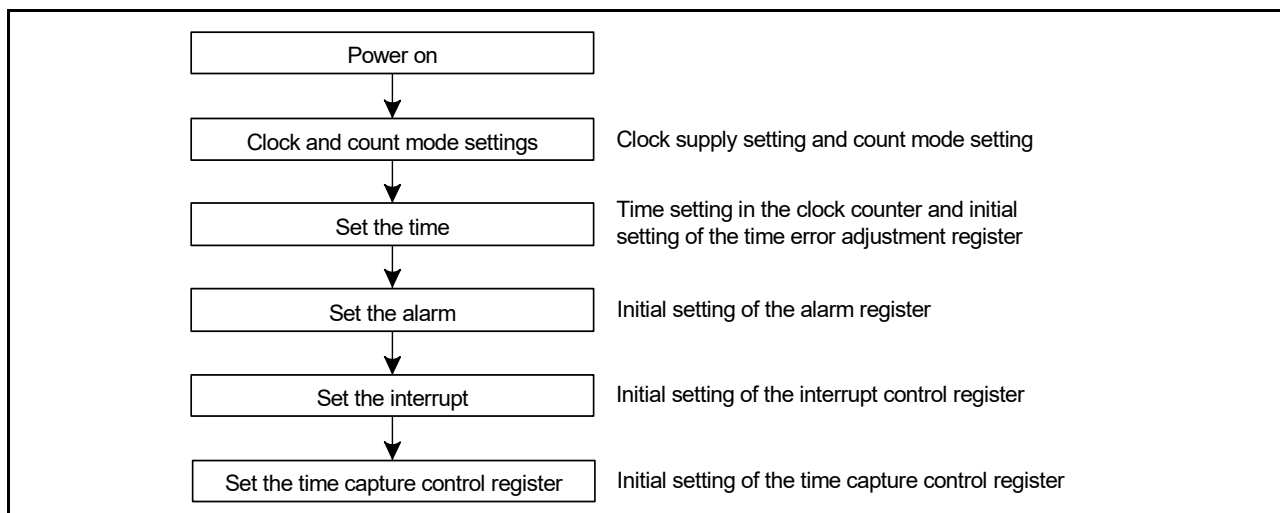 Power on
Clock and count mode settings
Clock supply setting and count mode setting
Set the time
Time setting in the clock counter and initial
setting of the time error adjustment register
Set the alarm
Initial setting of the alarm register
Set the interrupt
Initial setting of the interrupt control register
Set the time capture control register
Initial setting of the time capture control register